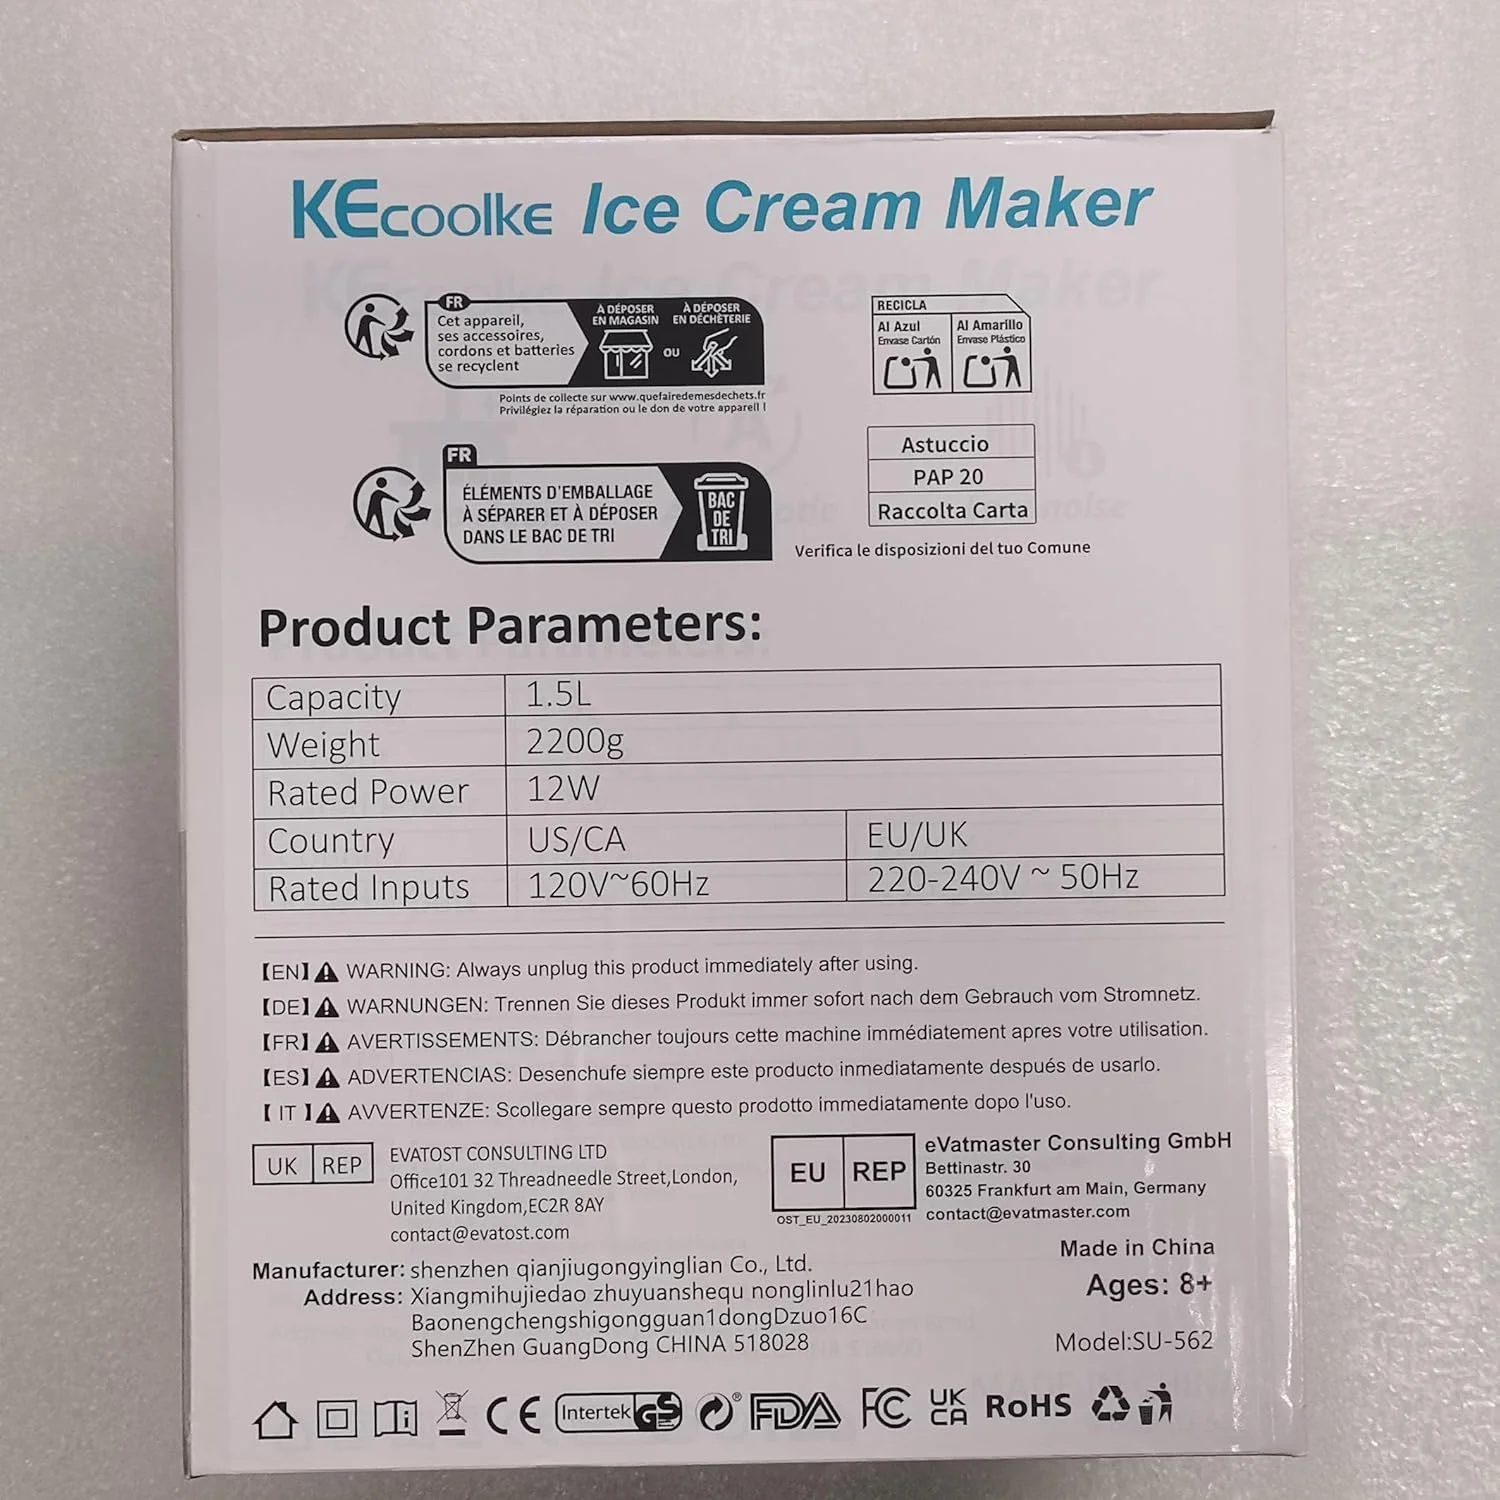 KEcoolKE Ice Cream Maker
FR
Cet appareil,
ses accessoires,
cordons et batteries
se recyclent
À DÉPOSER
EN MAGASIN
OU
À DÉPOSER
EN DÉCHÈTERIE
Points de collecte sur www.quefairedemesdechets.fr
Privilégiez la réparation ou le don de votre appareil !
RECICLA
Al Azul
Envase Cartón
Al Amarillo
Envase Plástico
FR
ÉLÉMENTS D'EMBALLAGE
À SÉPARER ET À DÉPOSER
DANS LE BAC DE TRI
BAC
DE
TRI
Astuccio
PAP 20
Raccolta Carta
Verifica le disposizioni del tuo Comune
Product Parameters:
Capacity 1.5L
Weight 2200g
Rated Power 12W
Country US/CA EU/UK
Rated Inputs 120V~60Hz 220-240V ~ 50Hz
【EN】 WARNING: Always unplug this product immediately after using.
【DE】 WARNUNGEN: Trennen Sie dieses Produkt immer sofort nach dem Gebrauch vom Stromnetz.
【FR】 AVERTISSEMENTS: Débrancher toujours cette machine immédiatement apres votre utilisation.
【ES】 ADVERTENCIAS: Desenchufe siempre este producto inmediatamente después de usarlo.
【 IT 】 AVVERTENZE: Scollegare sempre questo prodotto immediatamente dopo l'uso.
UK REP
EVATOST CONSULTING LTD
Office101 32 Threadneedle Street,London,
United Kingdom,EC2R 8AY
contact@evatost.com
EU REP
OST_EU_20230802000011
eVatmaster Consulting GmbH
Bettinastr. 30
60325 Frankfurt am Main, Germany
contact@evatmaster.com
Manufacturer: shenzhen qianjiugongyinglian Co., Ltd.
Address: Xiangmihujiedao zhuyuanshequ nonglinlu21hao
Baonengchengshigongguan1dongDzuo16C
ShenZhen GuangDong CHINA 518028
Made in China
Ages: 8+
Model:SU-562
CE Intertek GS ® FDA FC UK CA RoHS